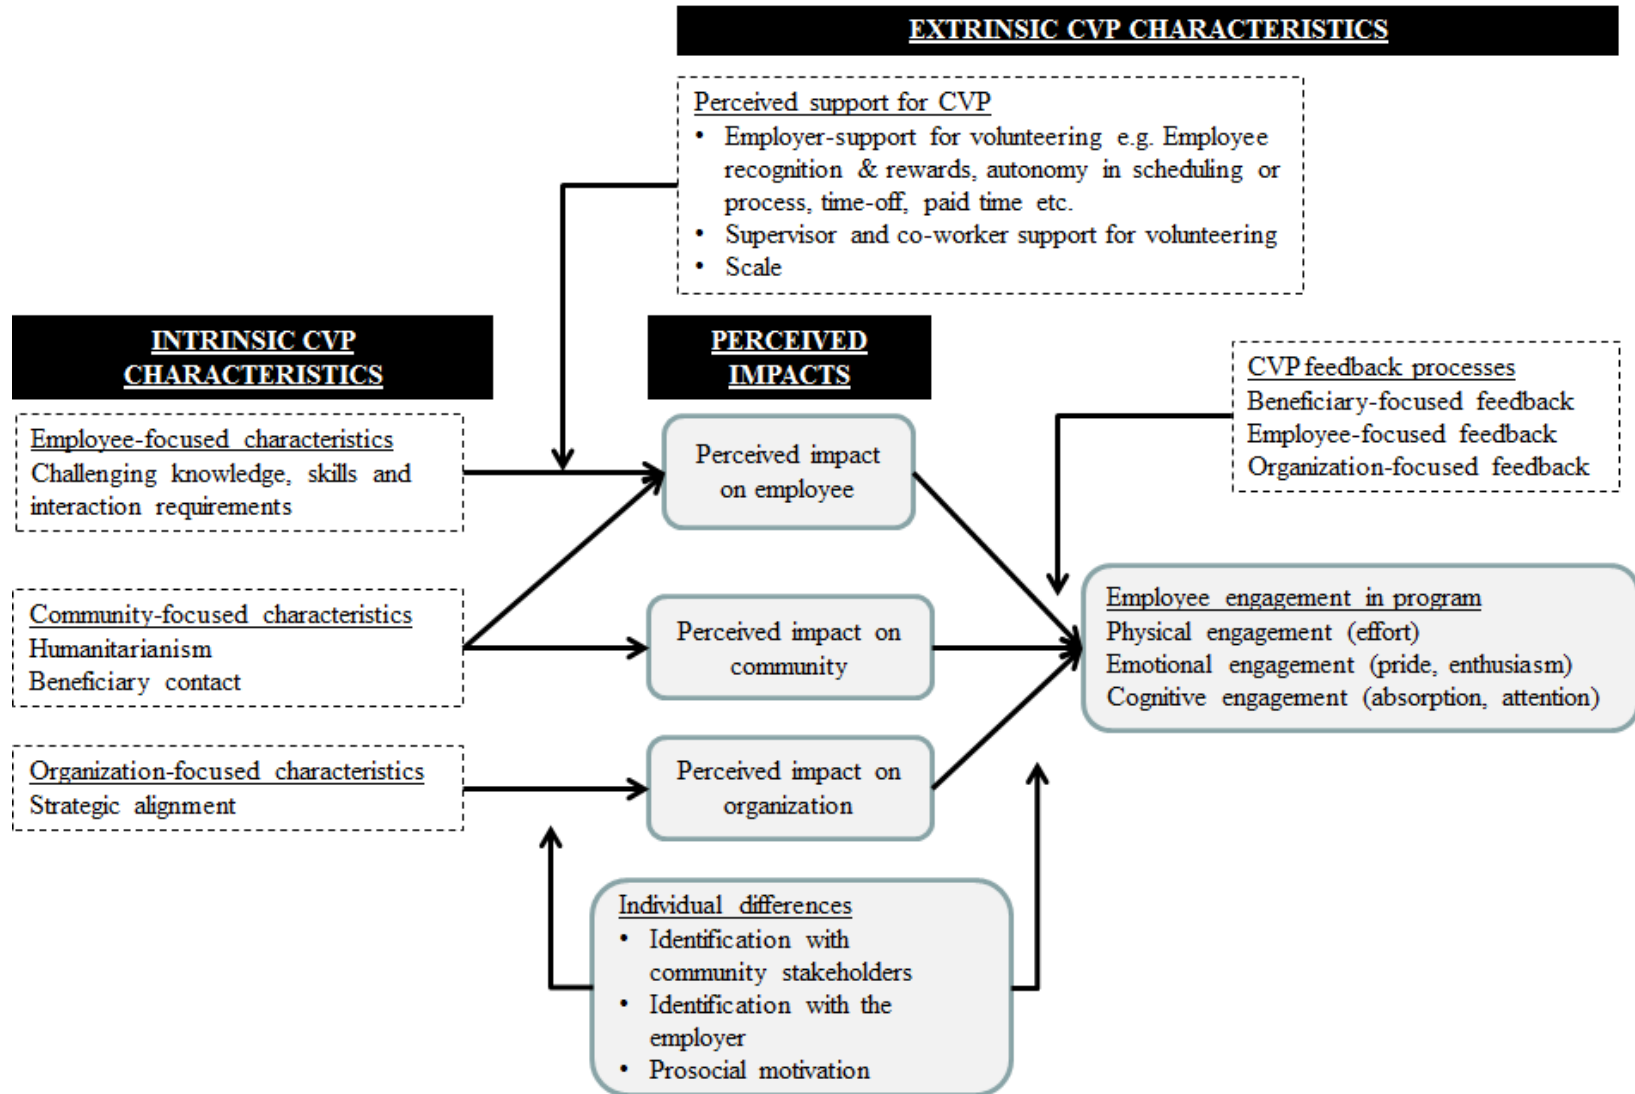 EXTRINSIC CVP CHARACTERISTICS
Perceived support for CVP
• Employer-support for volunteering e.g. Employee
recognition & rewards, autonomy in scheduling or
process, time-off, paid time etc.
• Supervisor and co-worker support for volunteering
• Scale
INTRINSIC CVP
CHARACTERISTICS
PERCEIVED
IMPACTS
CVP feedback processes
Beneficiary-focused feedback
Employee-focused feedback
Organization-focused feedback
Employee-focused characteristics
Challenging knowledge, skills and
interaction requirements
Perceived impact
on employee
Community-focused characteristics
Humanitarianism
Beneficiary contact
Perceived impact on
community
Employee engagement in program
Physical engagement (effort)
Emotional engagement (pride, enthusiasm)
Cognitive engagement (absorption, attention)
Organization-focused characteristics
Strategic alignment
Perceived impact on
organization
Individual differences
• Identification with
community stakeholders
• Identification with the
employer
• Prosocial motivation